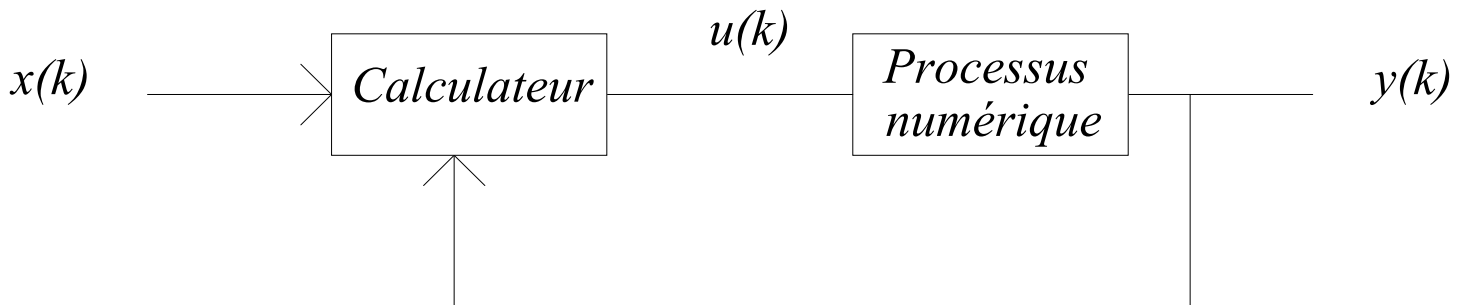 x(k)
Calculateur
u(k)
Processus
numérique
y(k)